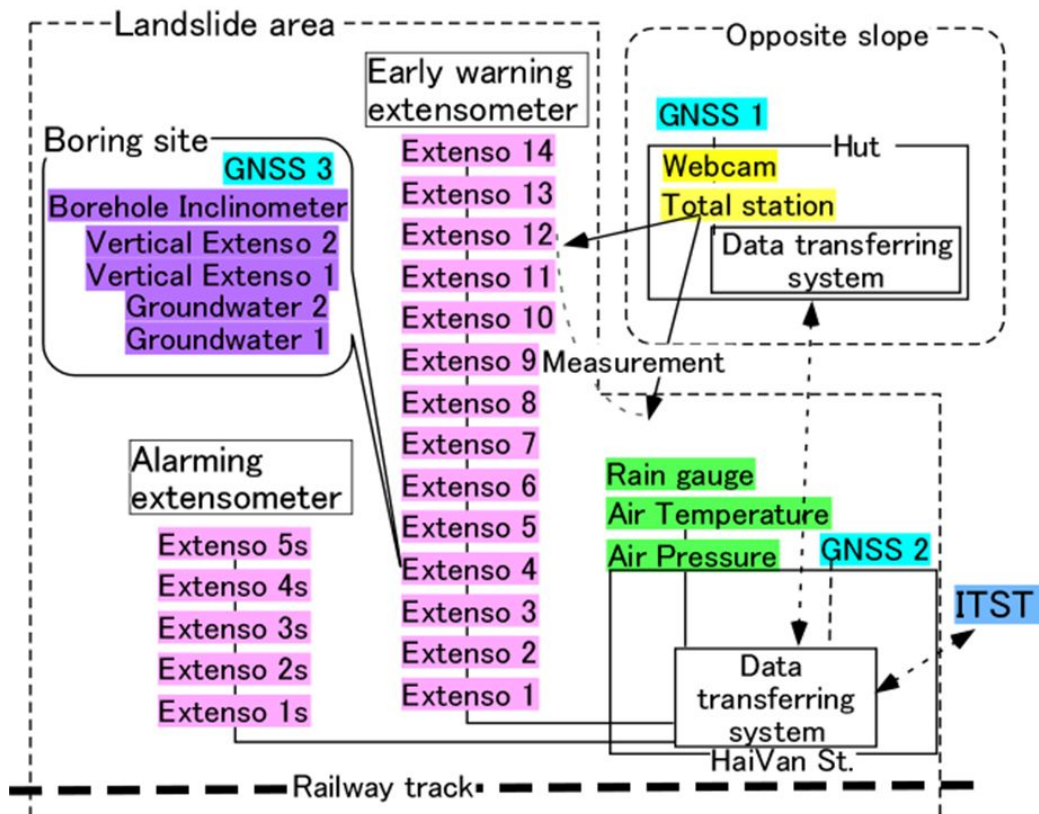 Landslide area
Opposite slope
Early warning
extensometer
Boring site
GNSS 3
Borehole Inclinometer
Vertical Extenso 2
Vertical Extenso 1
Groundwater 2
Groundwater 1
Extenso 14
Extenso 13
Extenso 12
Extenso 11
Extenso 10
Extenso 9
Extenso 8
Extenso 7
Extenso 6
Extenso 5
Extenso 4
Extenso 3
Extenso 2
Extenso 1
GNSS 1
Hut
Webcam
Total station
Data transferring
system
Measurement
Alarming
extensometer
Extenso 5s
Extenso 4s
Extenso 3s
Extenso 2s
Extenso 1s
Rain gauge
Air Temperature
Air Pressure
GNSS 2
ITST
Data
transferring
system
HaiVan St.
Railway track